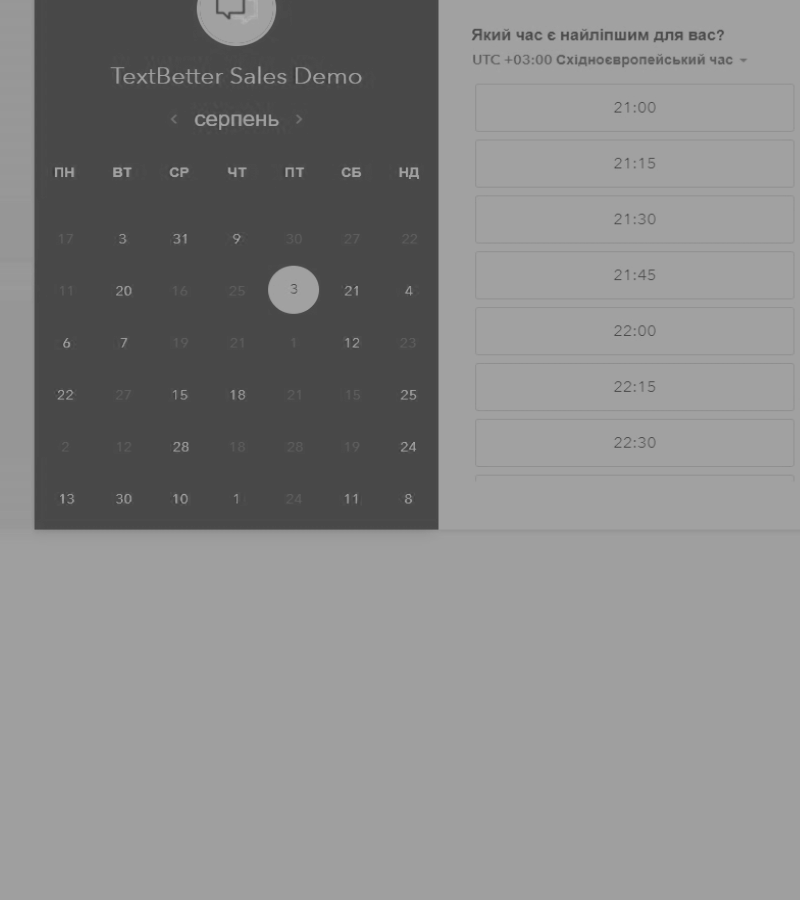 TextBetter Sales Demo
серпень
ПН ВТ СР ЧТ ПТ СБ НД
17 3 31 9 30 27 22
11 20 16 25 3 21 4
6 7 19 21 1 12 23
22 27 15 18 21 15 25
2 12 28 18 28 19 24
13 30 10 1 24 11 8
Який час є найліпшим для вас?
UTC +03:00 Східноєвропейський час
21:00
21:15
21:30
21:45
22:00
22:15
22:30